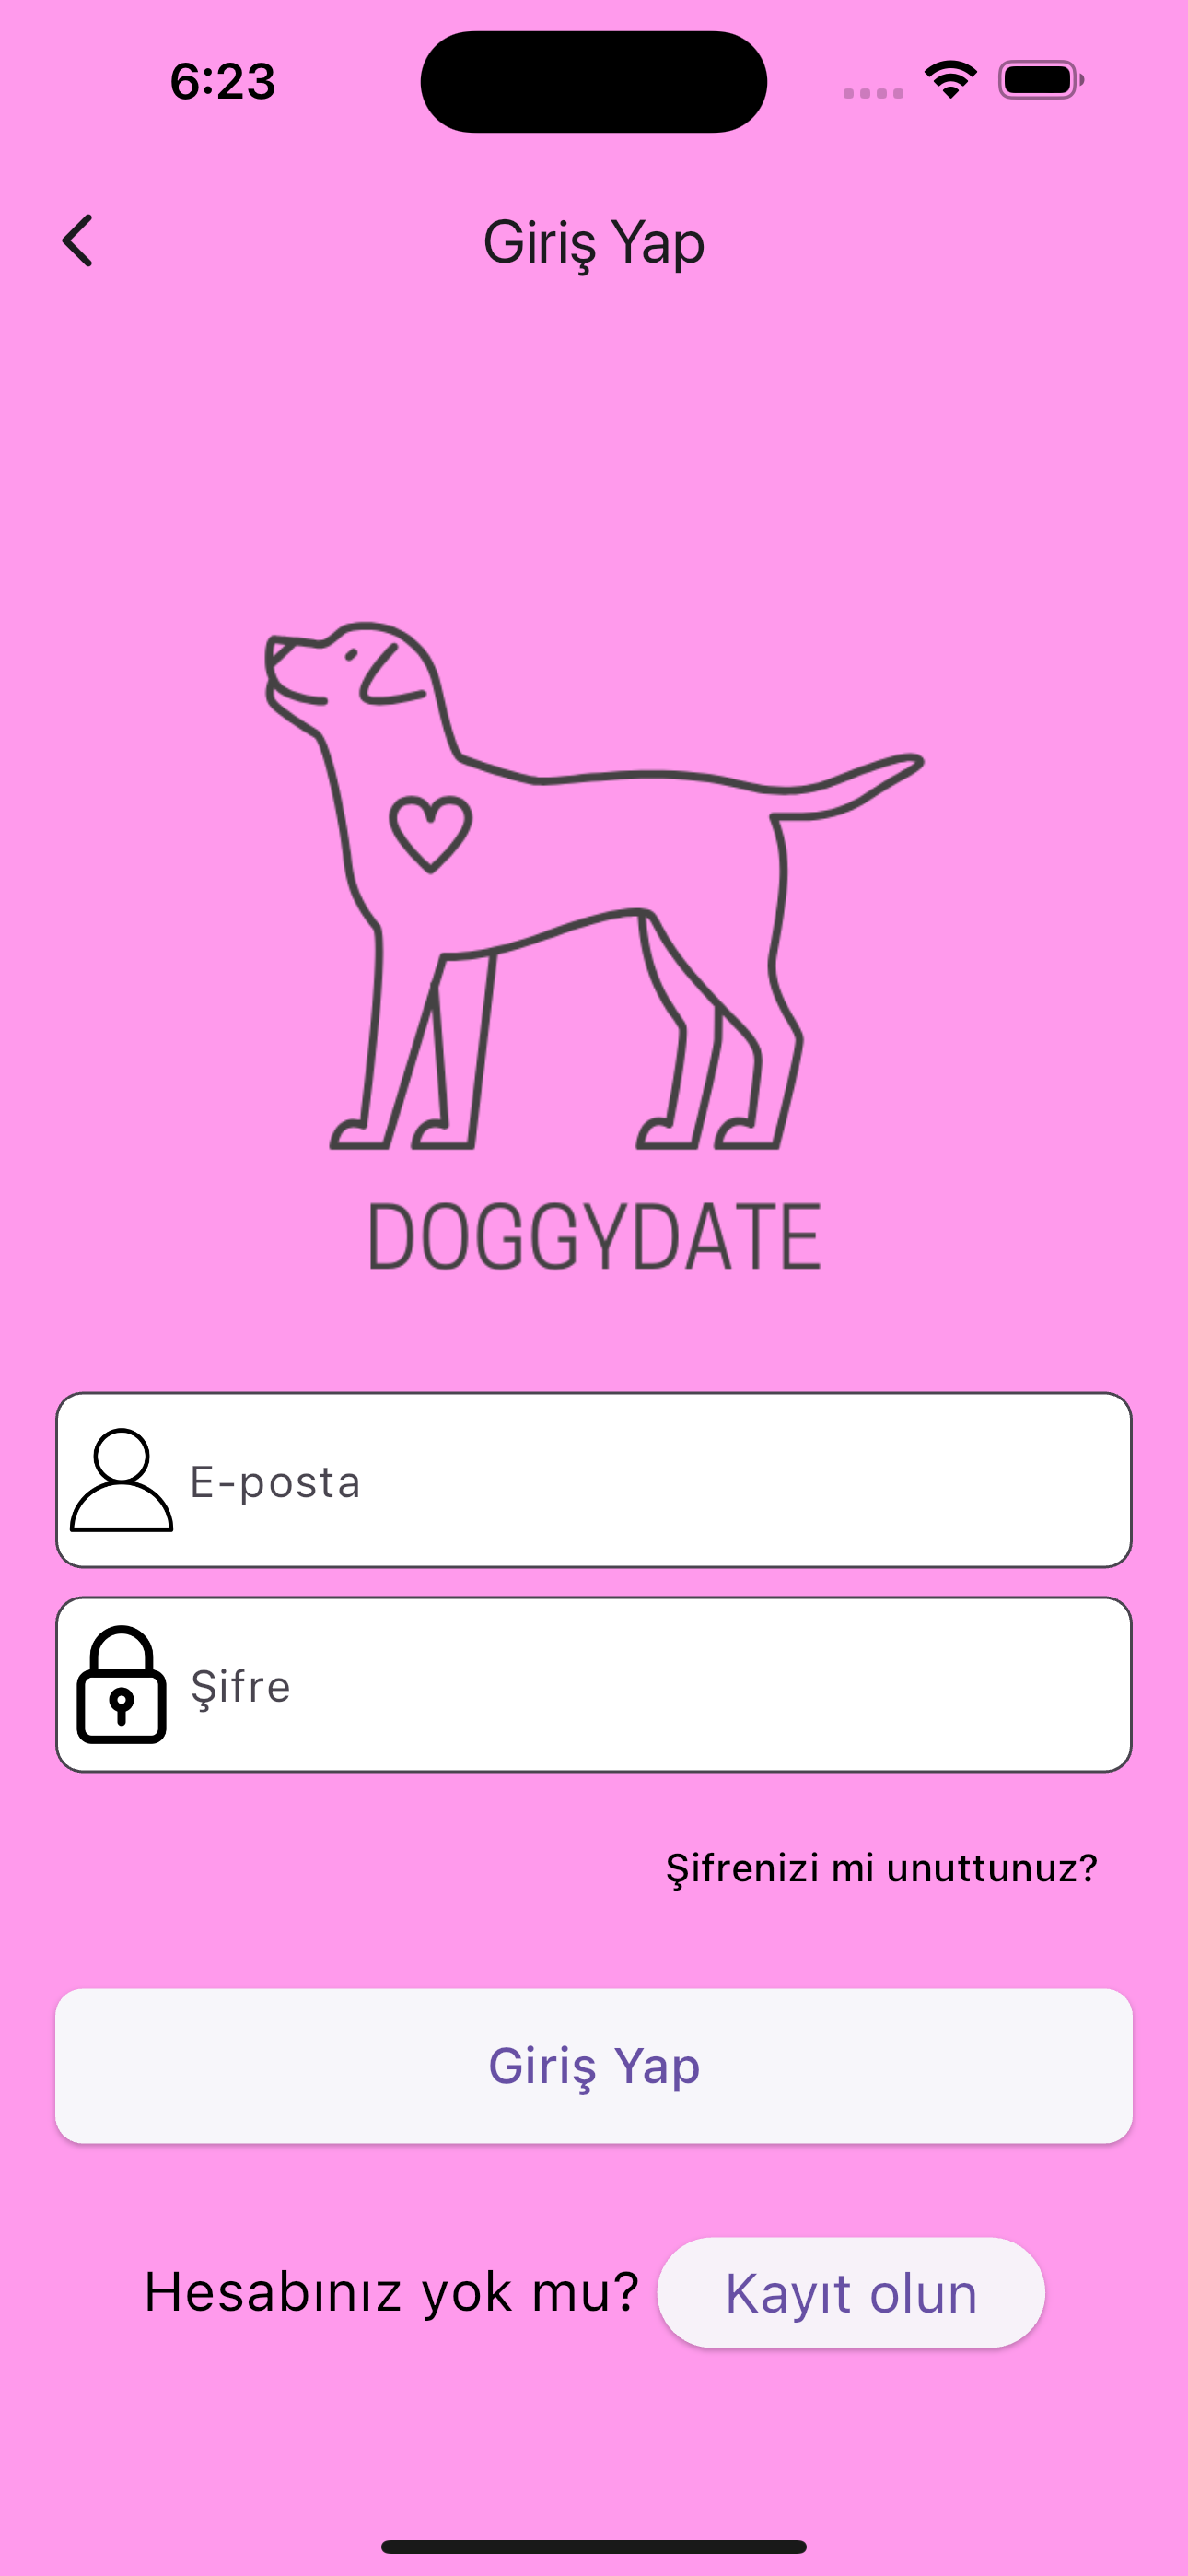 6:23
Giriş Yap
DOGGYDATE
E-posta
Şifre
Şifrenizi mi unuttunuz?
Giriş Yap
Hesabınız yok mu? Kayıt olun